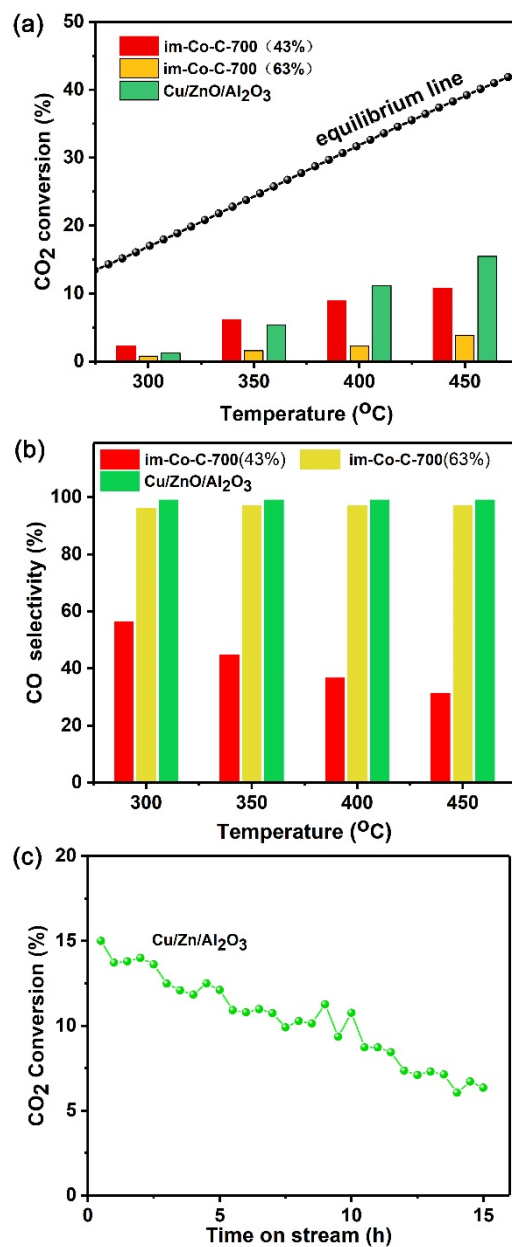 (a)
50
im-Co-C-700（43%）
im-Co-C-700（63%）
Cu/ZnO/Al2O3
40
30
20
10
0
equilibrium line
CO2 conversion (%)
300 350 400 450
Temperature (OC)
(b)
im-Co-C-700(43%) im-Co-C-700(63%)
Cu/ZnO/Al2O3
100
80
60
40
20
0
CO selectivity (%)
300 350 400 450
Temperature (OC)
(c)
20
15
10
5
0
Cu/Zn/Al2O3
CO2 Conversion (%)
0 5 10 15
Time on stream (h)